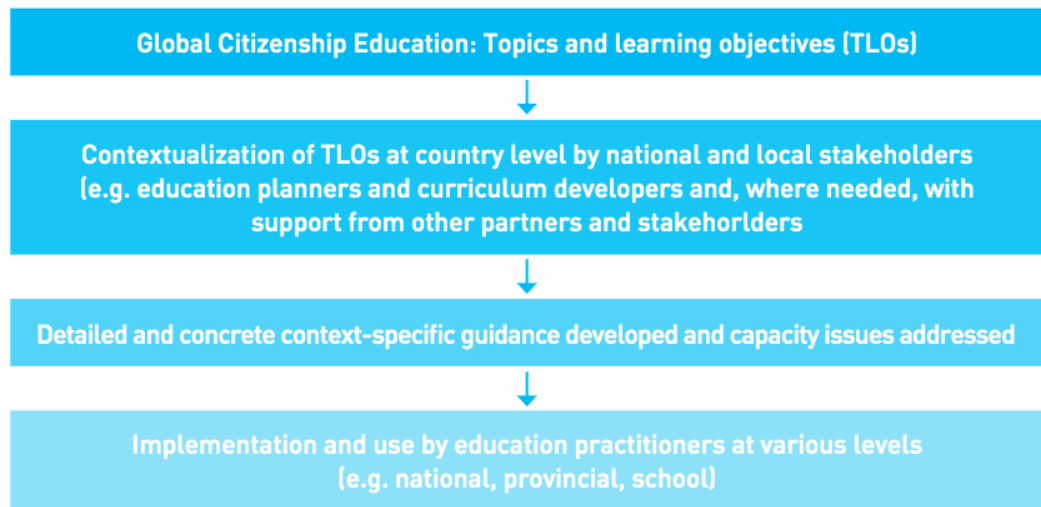 Global Citizenship Education: Topics and learning objectives (TLOs)
Contextualization of TLOs at country level by national and local stakeholders
(e.g. education planners and curriculum developers and, where needed, with
support from other partners and stakehorlders
Detailed and concrete context-specific guidance developed and capacity issues addressed
Implementation and use by education practitioners at various levels
(e.g. national, provincial, school)